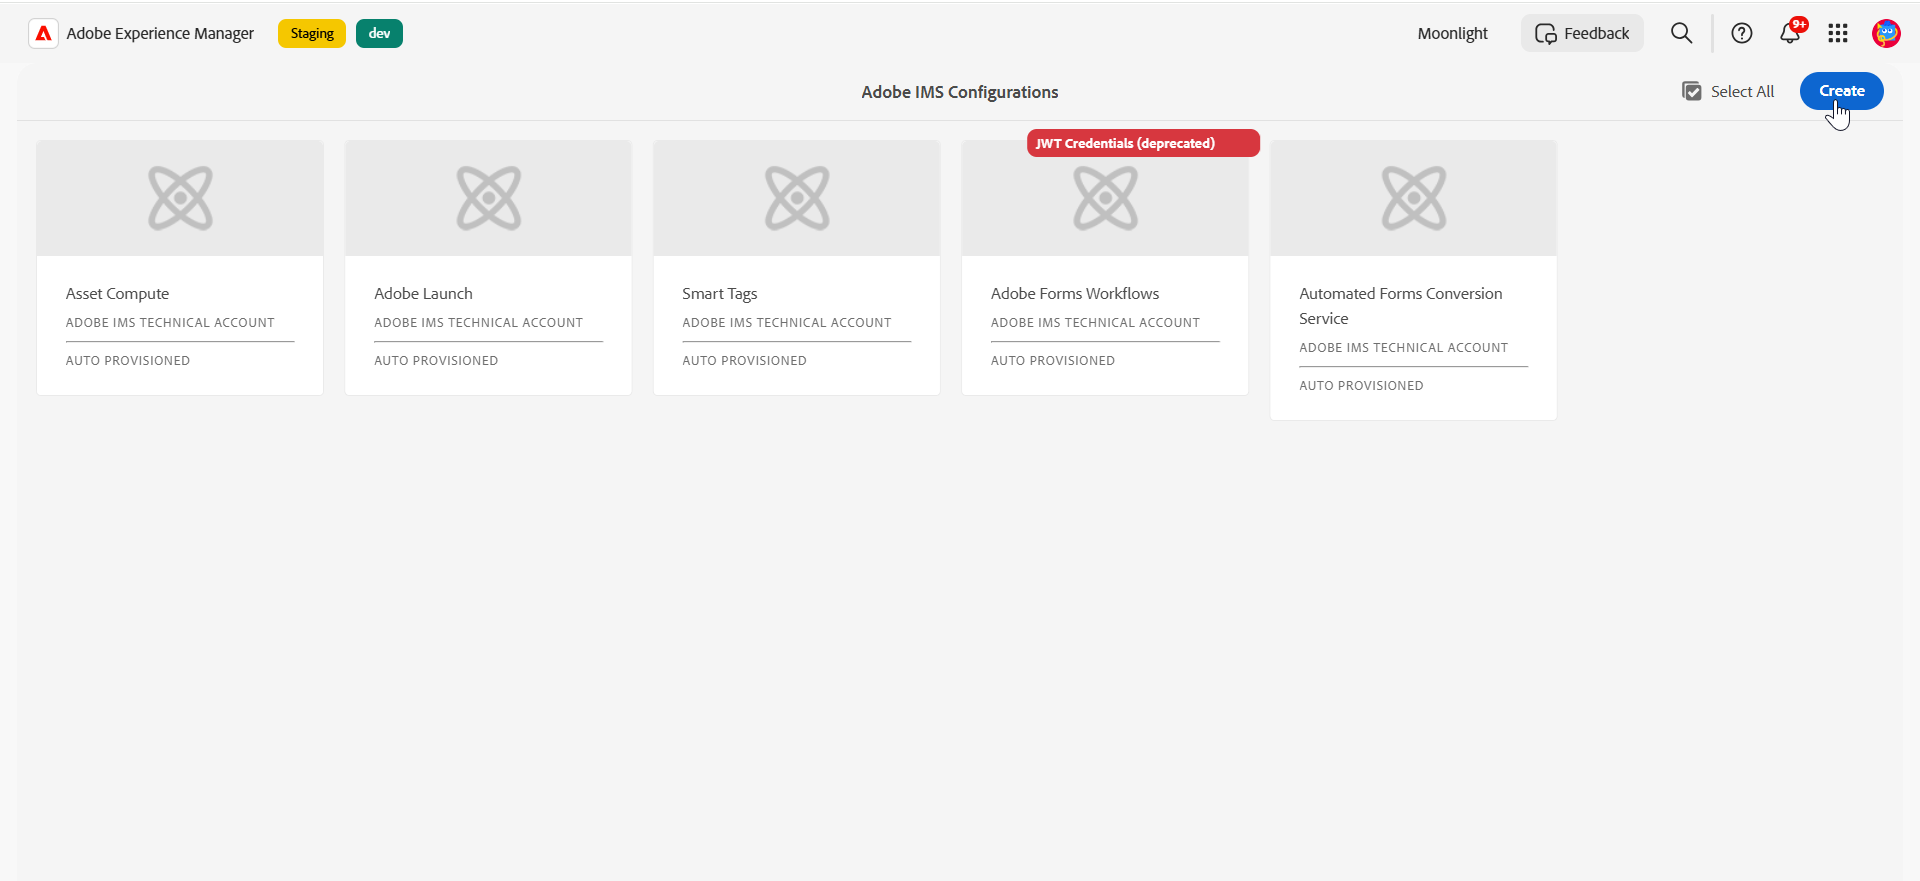 Adobe Experience Manager
Staging
dev
Moonlight
Feedback
9+
Adobe IMS Configurations
Select All
Create
JWT Credentials (deprecated)
Asset Compute
ADOBE IMS TECHNICAL ACCOUNT
AUTO PROVISIONED
Adobe Launch
ADOBE IMS TECHNICAL ACCOUNT
AUTO PROVISIONED
Smart Tags
ADOBE IMS TECHNICAL ACCOUNT
AUTO PROVISIONED
Adobe Forms Workflows
ADOBE IMS TECHNICAL ACCOUNT
AUTO PROVISIONED
Automated Forms Conversion
Service
ADOBE IMS TECHNICAL ACCOUNT
AUTO PROVISIONED